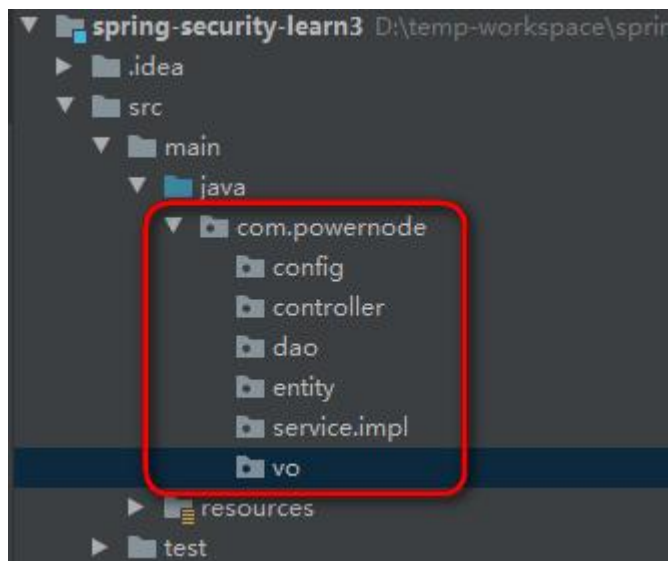 spring-security-learn3 D:\temp-workspace\sprin
.idea
src
main
java
com.powernode
config
controller
dao
entity
service.impl
vo
resources
test